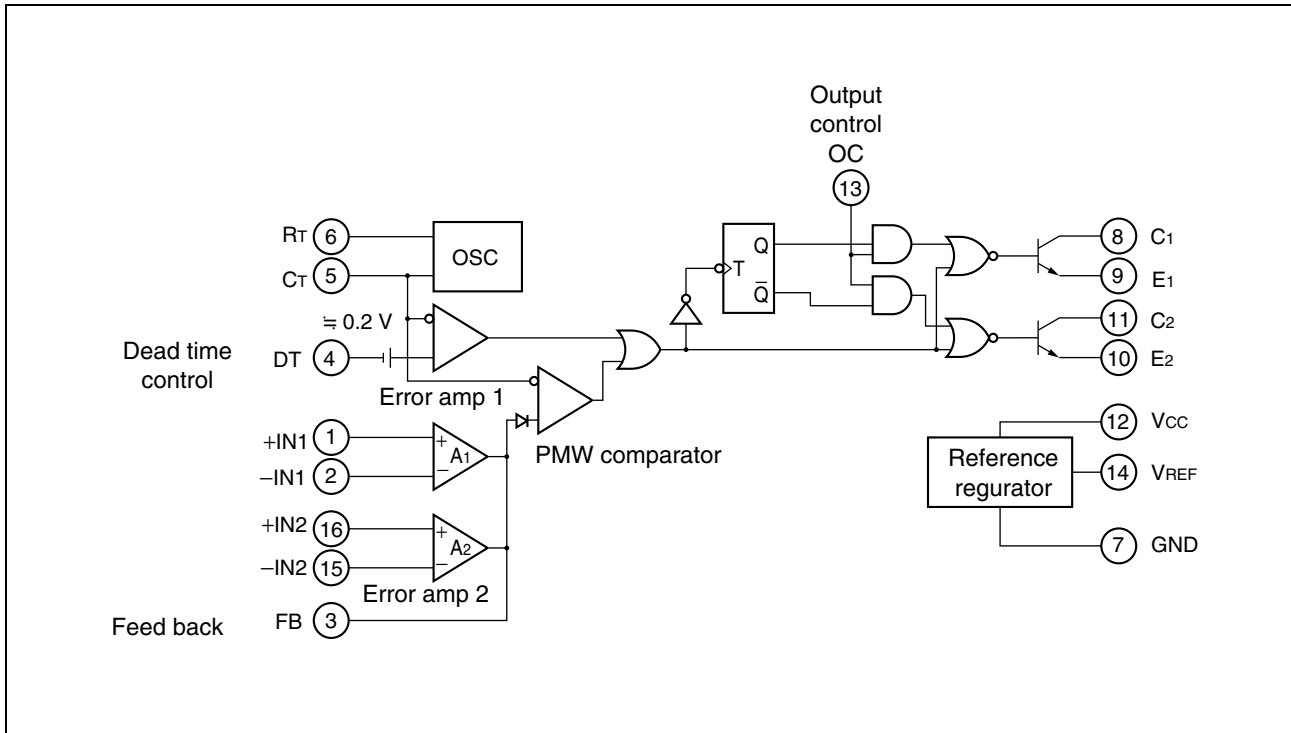 Output
control
OC
13
RT 6
CT 5
OSC
≒ 0.2 V
Dead time
control
DT 4
Error amp 1
T
Q
Q̅
8 C1
9 E1
11 C2
10 E2
+IN1 1
−IN1 2
+
−
A1
PMW comparator
+IN2 16
−IN2 15
+
−
A2
Error amp 2
Feed back
FB 3
Reference
regurator
12 VCC
14 VREF
7 GND